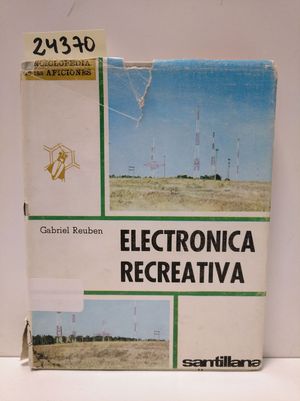 24370
ENCICLOPEDIA
DE LAS AFICIONES
Gabriel Reuben
ELECTRONICA
RECREATIVA
santillana